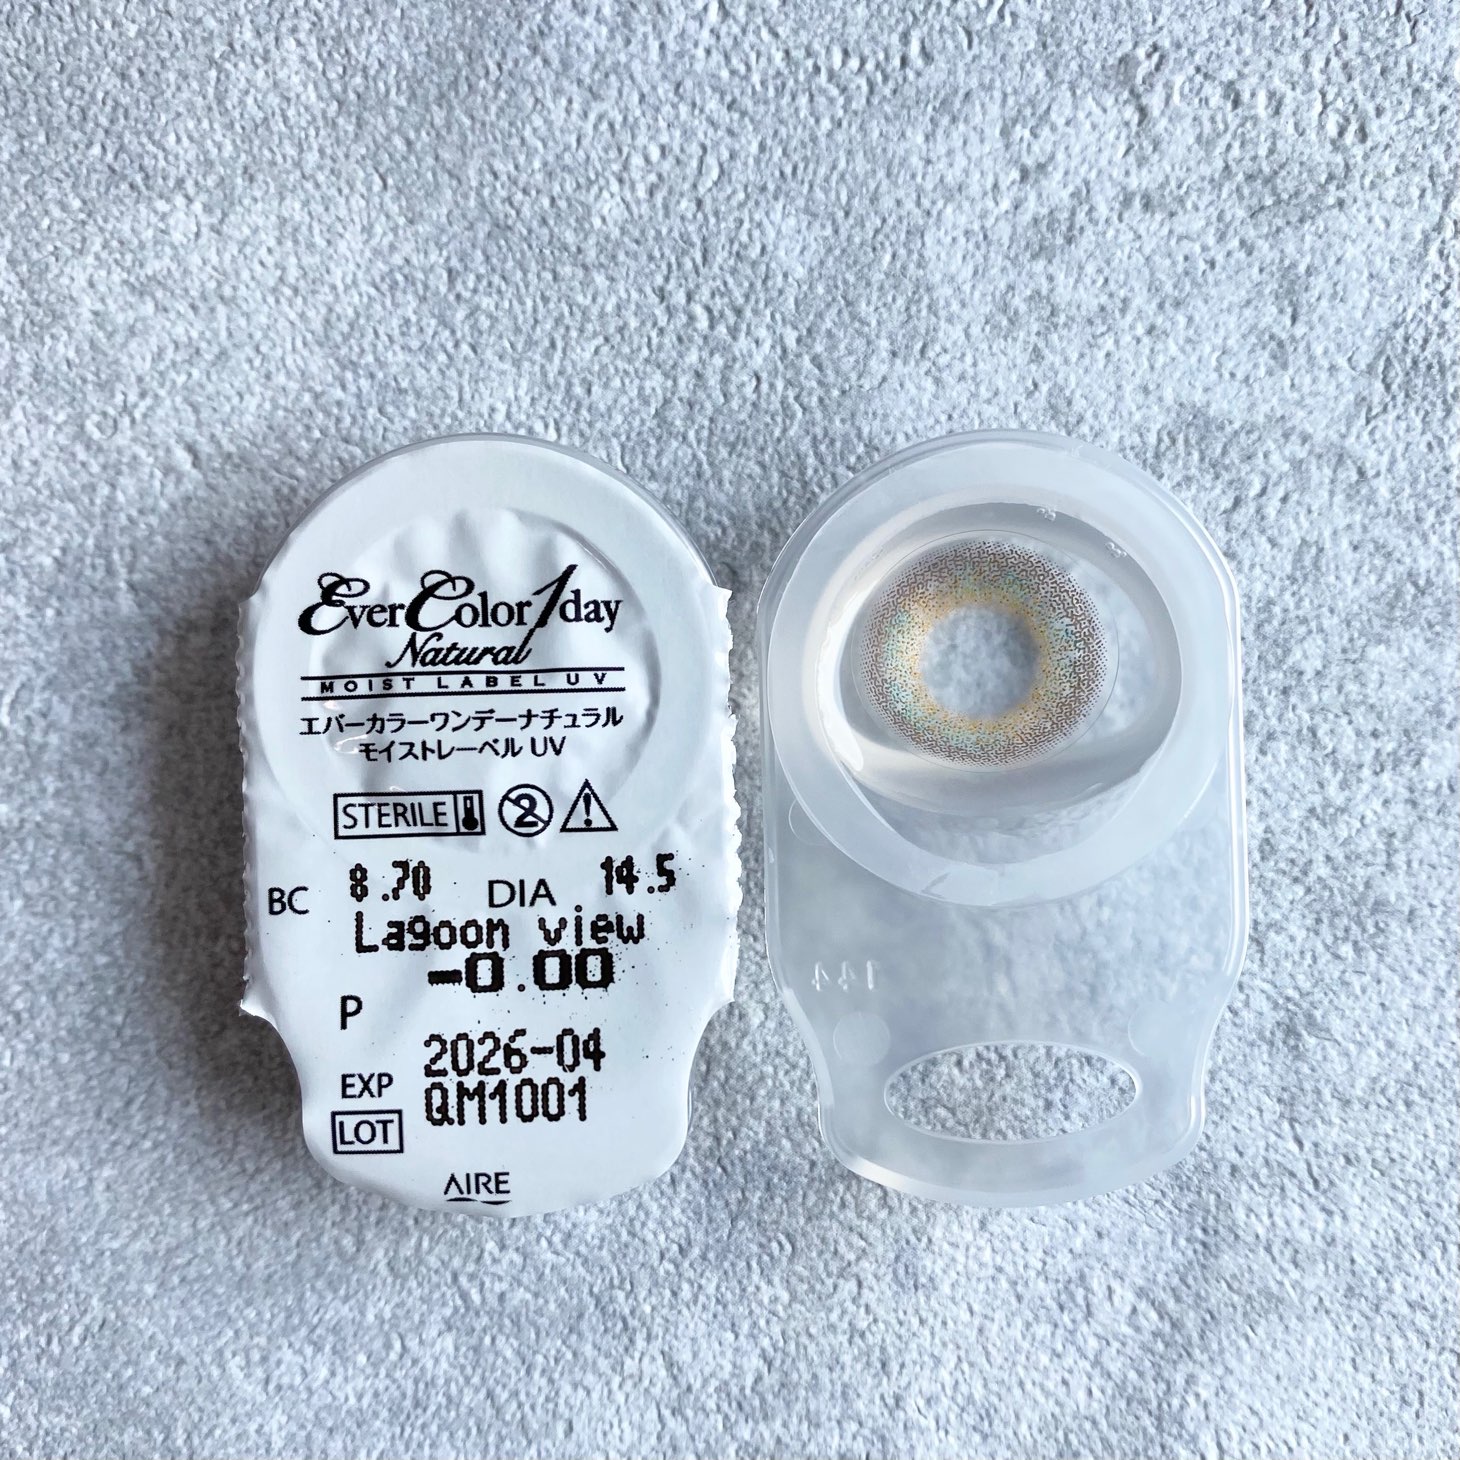 EverColor1day
Natural
MOIST LABEL UV
エバーカラーワンデーナチュラル
モイストレーベル UV
STERILE 2
BC 8.70 DIA 14.5
Lagoon view
P -0.00
EXP 2026-04
LOT QM1001
AIRE
144